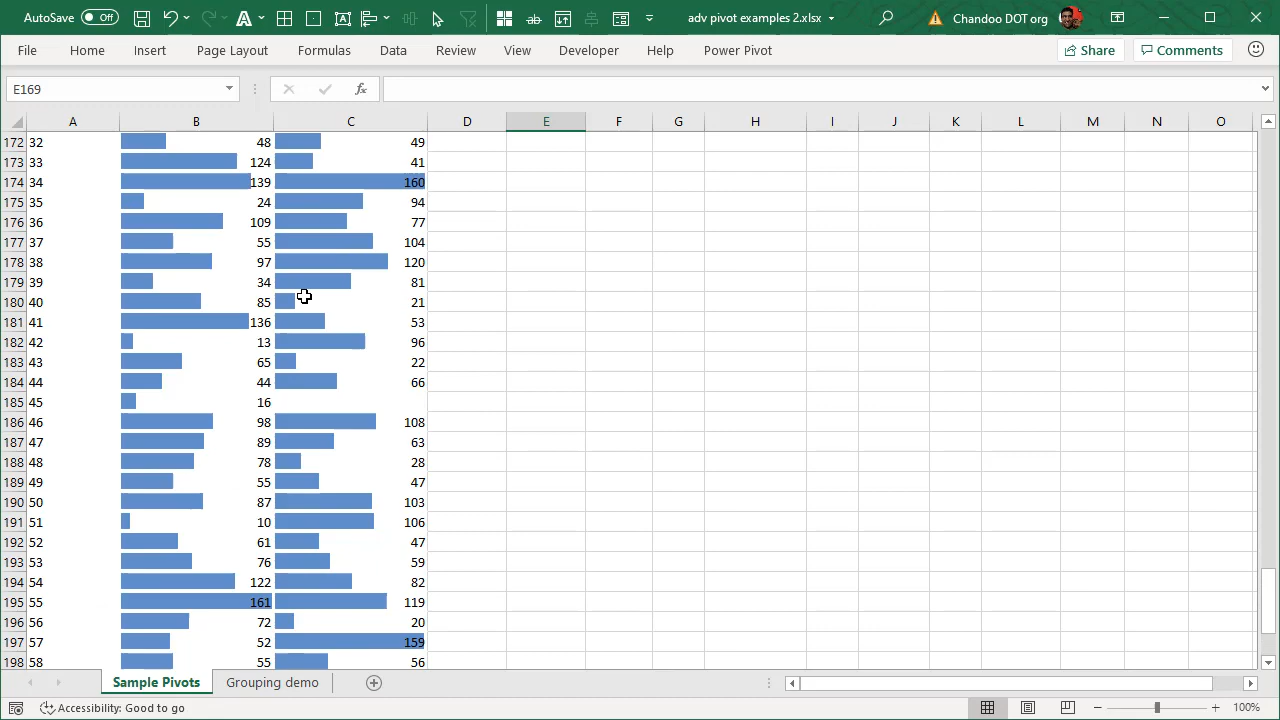 AutoSave Off adv pivot examples 2.xlsx Chandoo DOT org
File Home Insert Page Layout Formulas Data Review View Developer Help Power Pivot Share Comments
E169 fx
A B C D E F G H I J K L M N O
172 32 48 49
173 33 124 41
174 34 139 160
175 35 24 94
176 36 109 77
177 37 55 104
178 38 97 120
179 39 34 81
180 40 85 21
181 41 136 53
182 42 13 96
183 43 65 22
184 44 44 66
185 45 16
186 46 98 108
187 47 89 63
188 48 78 28
189 49 55 47
190 50 87 103
191 51 10 106
192 52 61 47
193 53 76 59
194 54 122 82
195 55 161 119
196 56 72 20
197 57 52 159
198 58 55 56
Sample Pivots Grouping demo
Accessibility: Good to go 100%